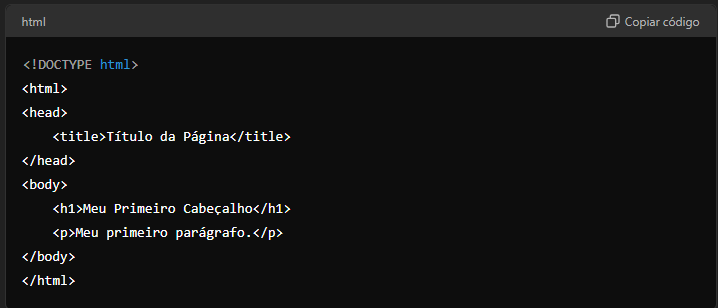 html Copiar código
<!DOCTYPE html>
<html>
<head>
    <title>Título da Página</title>
</head>
<body>
    <h1>Meu Primeiro Cabeçalho</h1>
    <p>Meu primeiro parágrafo.</p>
</body>
</html>